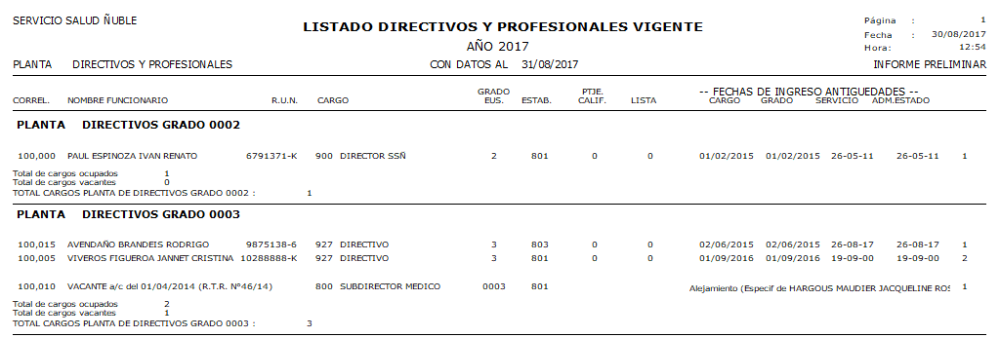 SERVICIO SALUD ÑUBLE
LISTADO DIRECTIVOS Y PROFESIONALES VIGENTE
Página : 1
AÑO 2017
Fecha : 30/08/2017
Hora: 12:54
PLANTA DIRECTIVOS Y PROFESIONALES CON DATOS AL 31/08/2017 INFORME PRELIMINAR
GRADO PTJE. -- FECHAS DE INGRESO ANTIGUEDADES --
CORREL. NOMBRE FUNCIONARIO R.U.N. CARGO EUS. ESTAB. CALIF. LISTA CARGO GRADO SERVICIO ADM.ESTADO
PLANTA DIRECTIVOS GRADO 0002
100,000 PAUL ESPINOZA IVAN RENATO 6791371-K 900 DIRECTOR SSÑ 2 801 0 0 01/02/2015 01/02/2015 26-05-11 26-05-11 1
Total de cargos ocupados 1
Total de cargos vacantes 0
TOTAL CARGOS PLANTA DE DIRECTIVOS GRADO 0002 : 1
PLANTA DIRECTIVOS GRADO 0003
100,015 AVENDAÑO BRANDEIS RODRIGO 9875138-6 927 DIRECTIVO 3 803 0 0 02/06/2015 02/06/2015 26-08-17 26-08-17 1
100,005 VIVEROS FIGUEROA JANNET CRISTINA 10288888-K 927 DIRECTIVO 3 801 0 0 01/09/2016 01/09/2016 19-09-00 19-09-00 2
100,010 VACANTE a/c del 01/04/2014 (R.T.R. Nº46/14) 800 SUBDIRECTOR MEDICO 0003 801 Alejamiento (Especif de HARGOUS MAUDIER JACQUELINE ROS 1
Total de cargos ocupados 2
Total de cargos vacantes 1
TOTAL CARGOS PLANTA DE DIRECTIVOS GRADO 0003 : 3